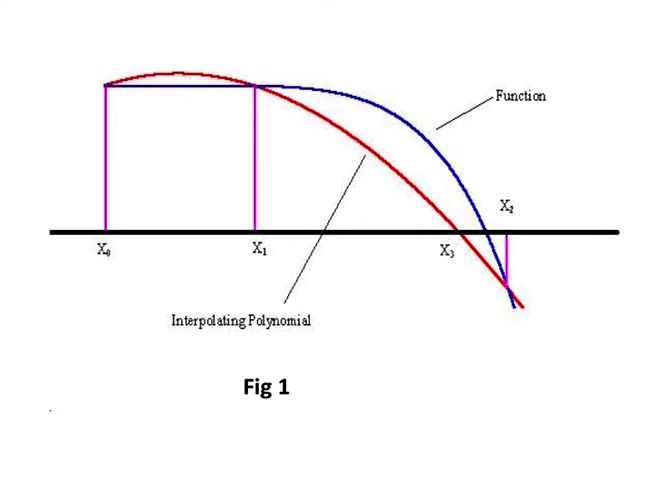 Function
X2
X0
X1
X3
Interpolating Polynomial
Fig 1